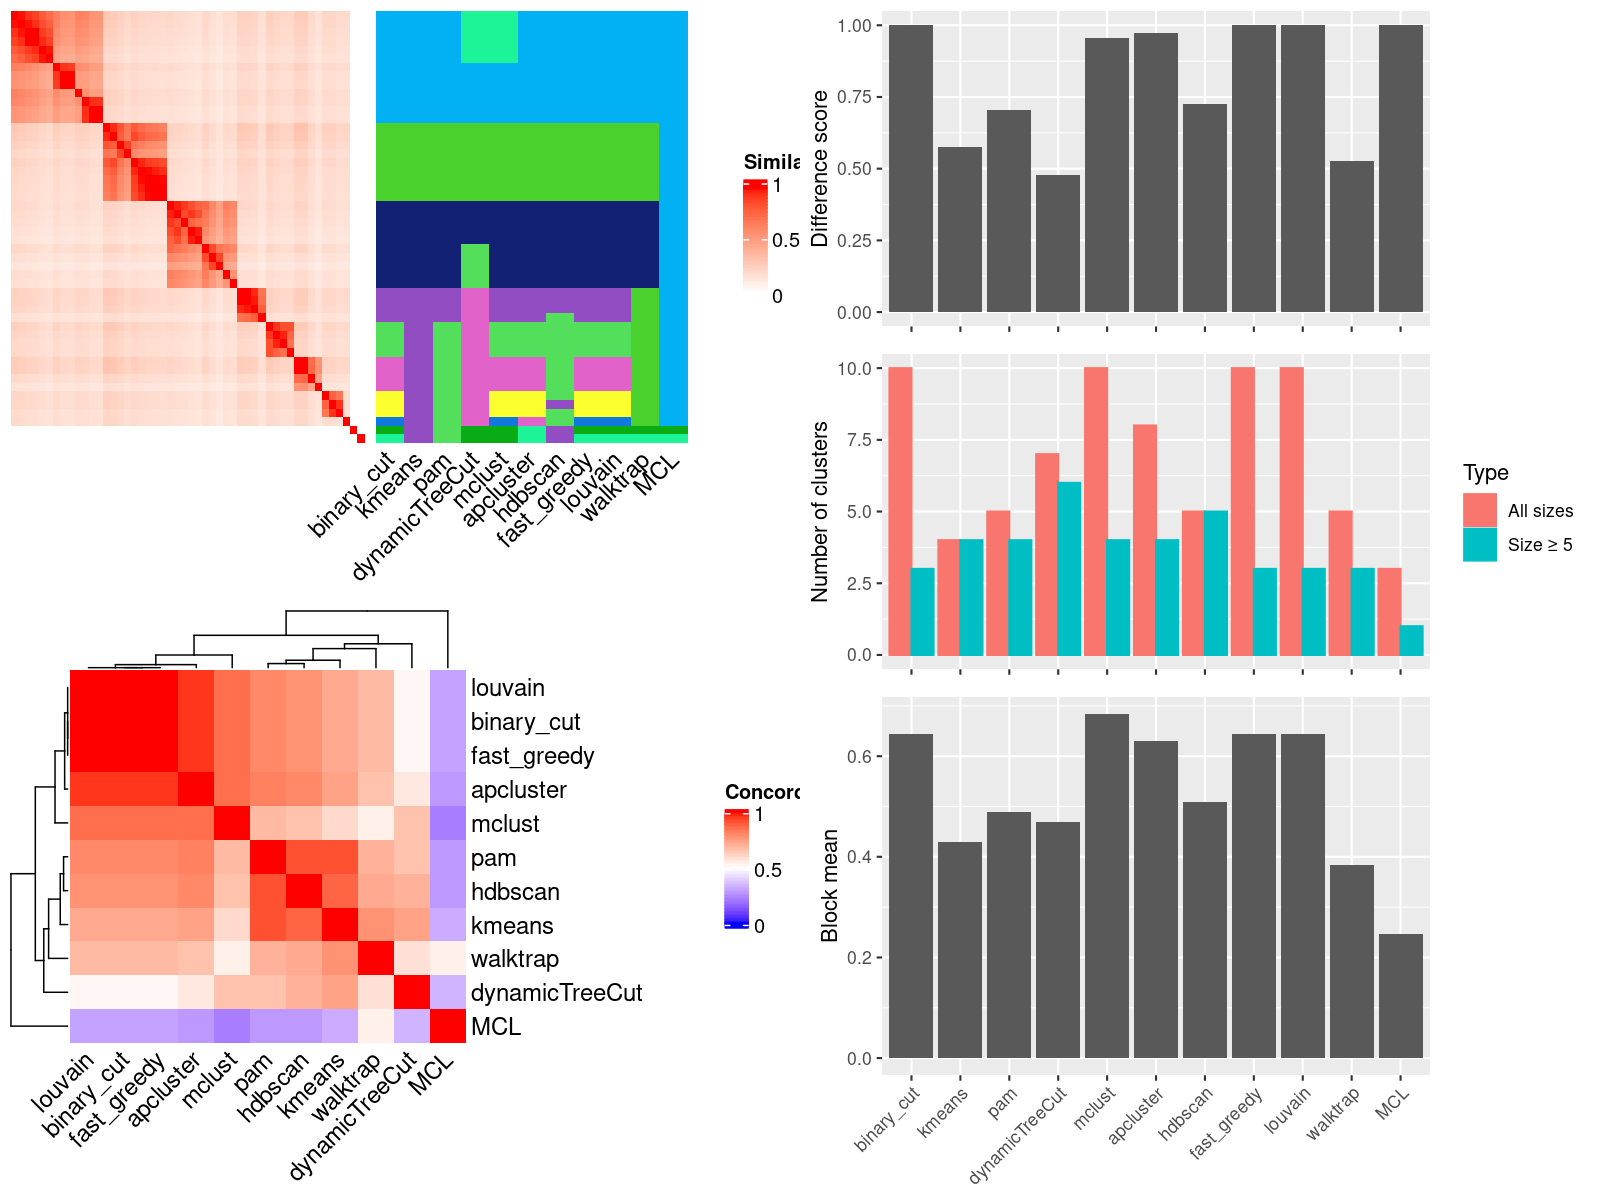 Simila
1
0.5
0
binary_cut
kmeans
pam
dynamicTreeCut
mclust
apcluster
hdbscan
fast_greedy
louvain
walktrap
MCL
louvain
binary_cut
fast_greedy
apcluster
mclust
pam
hdbscan
kmeans
walktrap
dynamicTreeCut
MCL
louvain
binary_cut
fast_greedy
apcluster
mclust
pam
hdbscan
kmeans
walktrap
dynamicTreeCut
MCL
Concord
1
0.5
0
Difference score
1.00
0.75
0.50
0.25
0.00
Number of clusters
10.0
7.5
5.0
2.5
0.0
Type
All sizes
Size ≥ 5
Block mean
0.6
0.4
0.2
0.0
binary_cut
kmeans
pam
dynamicTreeCut
mclust
apcluster
hdbscan
fast_greedy
louvain
walktrap
MCL